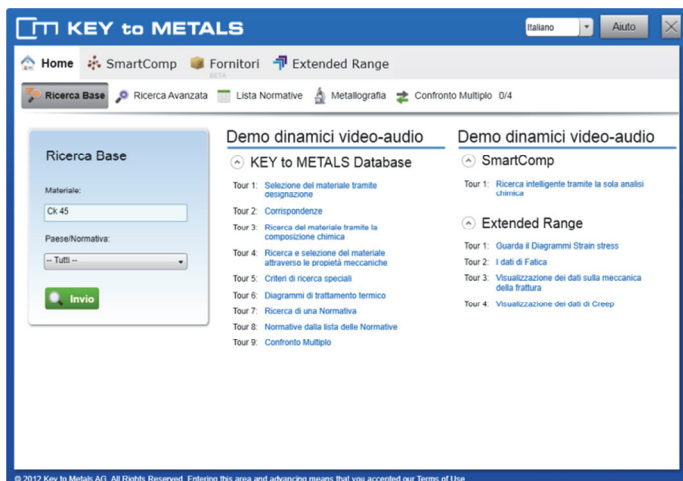 KEY to METALS
Italiano
Aiuto
Home
SmartComp
Fornitori
BETA
Extended Range
Ricerca Base
Ricerca Avanzata
Lista Normative
Metallografia
Confronto Multiplo 0/4
Ricerca Base
Materiale:
Ck 45
Paese/Normativa:
-- Tutti --
Invio
Demo dinamici video-audio
KEY to METALS Database
Tour 1: Selezione del materiale tramite
designazione
Tour 2: Corrispondenze
Tour 3: Ricerca del materiale tramite la
composizione chimica
Tour 4: Ricerca e selezione del materiale
attraverso le propietà meccaniche
Tour 5: Criteri di ricerca speciali
Tour 6: Diagrammi di trattamento termico
Tour 7: Ricerca di una Normativa
Tour 8: Normative dalla lista delle Normative
Tour 9: Confronto Multiplo
Demo dinamici video-audio
SmartComp
Tour 1: Ricerca intelligente tramite la sola analisi
chimica
Extended Range
Tour 1: Guarda il Diagrammi Strain stress
Tour 2: I dati di Fatica
Tour 3: Visualizzazione dei dati sulla meccanica
della frattura
Tour 4: Visualizzazione dei dati di Creep
© 2012 Key to Metals AG. All Rights Reserved. Entering this area and advancing means that you accepted our Terms of Use